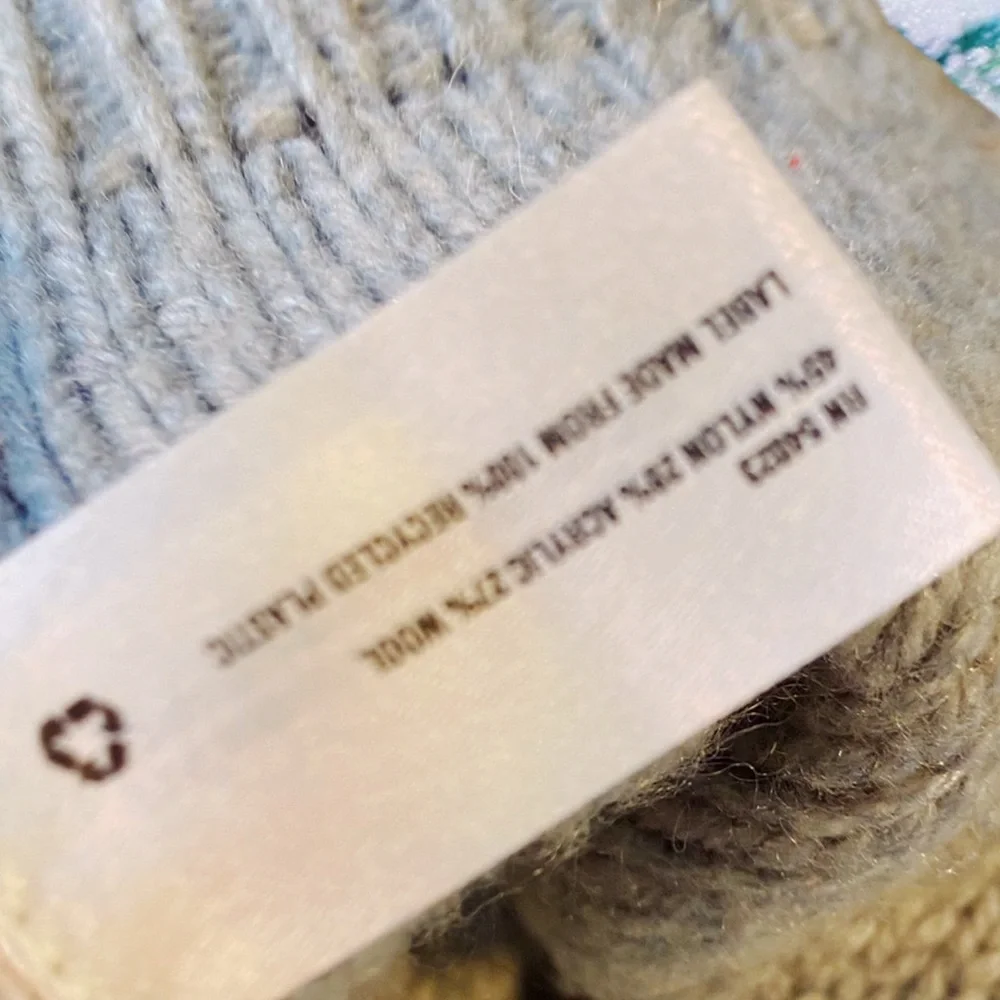 RN 54023
45% NYLON 28% ACRYLIC 27% WOOL
LABEL MADE FROM 100% RECYCLED PLASTIC